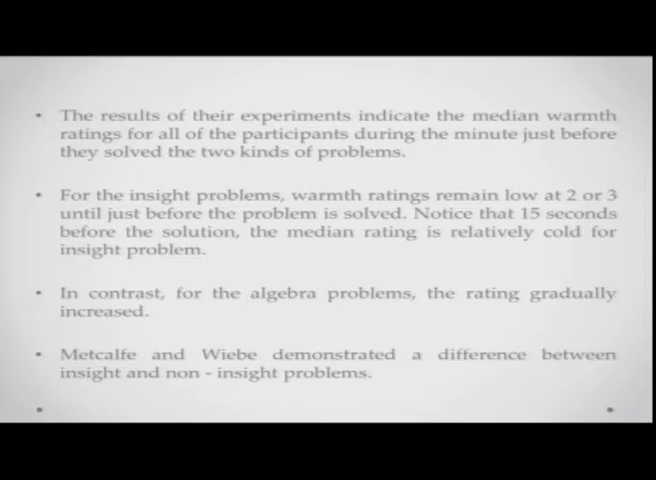 • The results of their experiments indicate the median warmth
ratings for all of the participants during the minute just before
they solved the two kinds of problems.
• For the insight problems, warmth ratings remain low at 2 or 3
until just before the problem is solved. Notice that 15 seconds
before the solution, the median rating is relatively cold for
insight problem.
• In contrast, for the algebra problems, the rating gradually
increased.
• Metcalfe and Wiebe demonstrated a difference between
insight and non - insight problems.